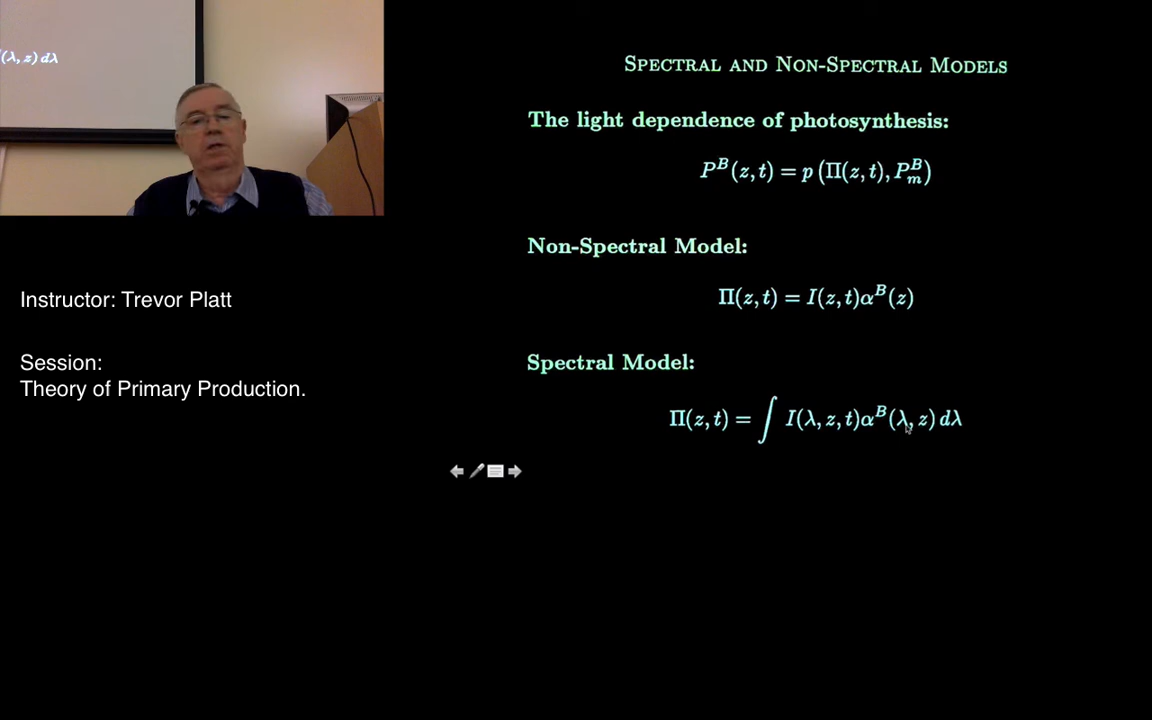 (λ, z) dλ
Instructor: Trevor Platt
Session:
Theory of Primary Production.
SPECTRAL AND NON-SPECTRAL MODELS
The light dependence of photosynthesis:
P^B(z,t) = p(Π(z,t), P_m^B)
Non-Spectral Model:
Π(z,t) = I(z,t)α^B(z)
Spectral Model:
Π(z,t) = ∫ I(λ,z,t)α^B(λ,z) dλ